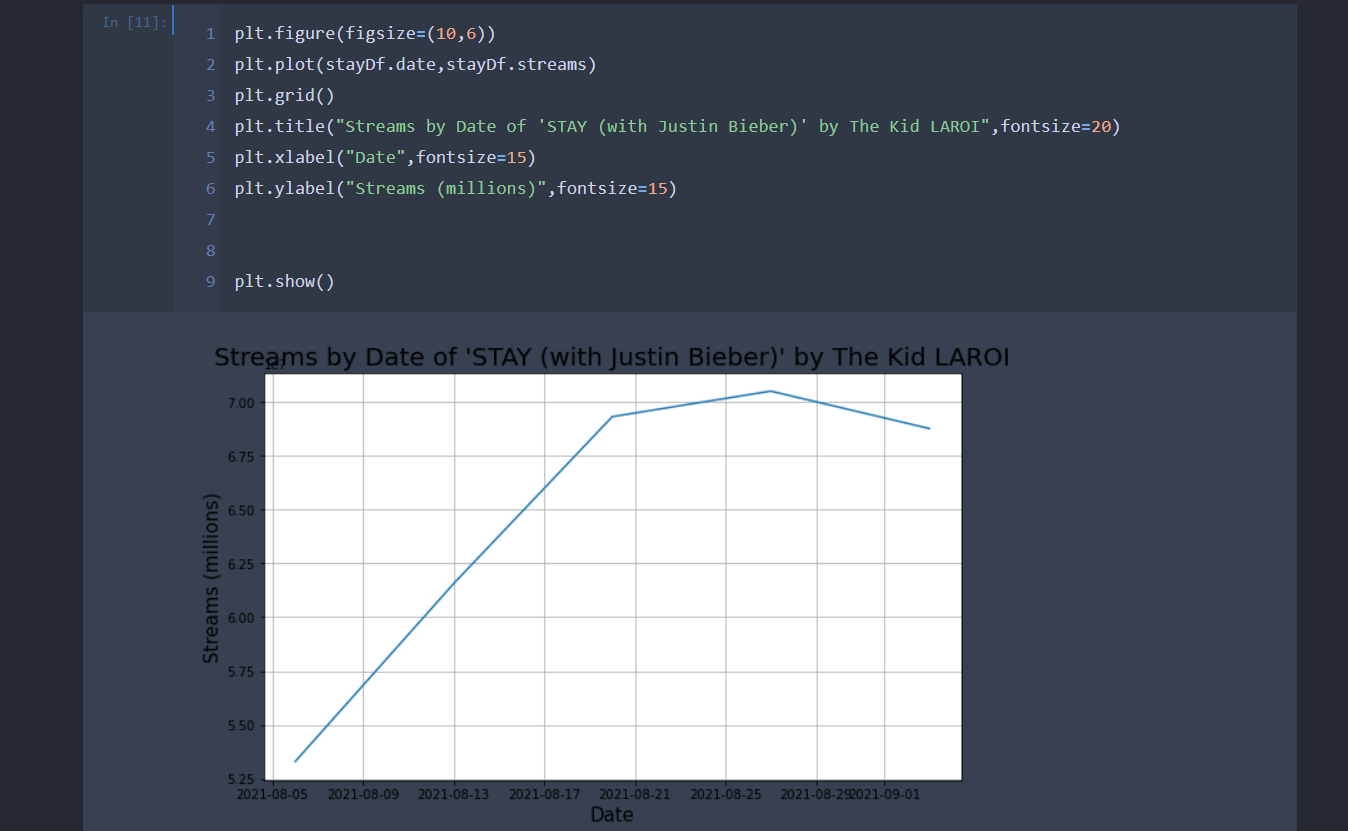 In [11]:
1 plt.figure(figsize=(10,6))
2 plt.plot(stayDf.date,stayDf.streams)
3 plt.grid()
4 plt.title("Streams by Date of 'STAY (with Justin Bieber)' by The Kid LAROI",fontsize=20)
5 plt.xlabel("Date",fontsize=15)
6 plt.ylabel("Streams (millions)",fontsize=15)
7
8
9 plt.show()
Streams by Date of 'STAY (with Justin Bieber)' by The Kid LAROI
1e7
7.00
6.75
6.50
6.25
6.00
5.75
5.50
5.25
Streams (millions)
2021-08-05 2021-08-09 2021-08-13 2021-08-17 2021-08-21 2021-08-25 2021-08-29 2021-09-01
Date